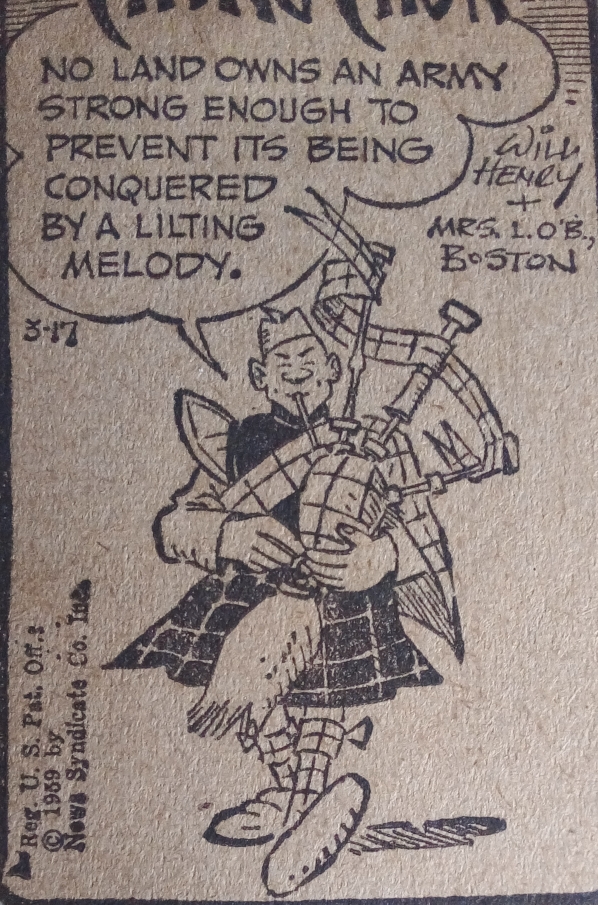 NO LAND OWNS AN ARMY
STRONG ENOUGH TO
PREVENT ITS BEING
CONQUERED
BY A LILTING
MELODY.
WILL
HENRY
+
MRS. L. O'B.,
BOSTON
3-17
Reg. U. S. Pat. Off.:
© 1959 by
News Syndicate Co. Inc.